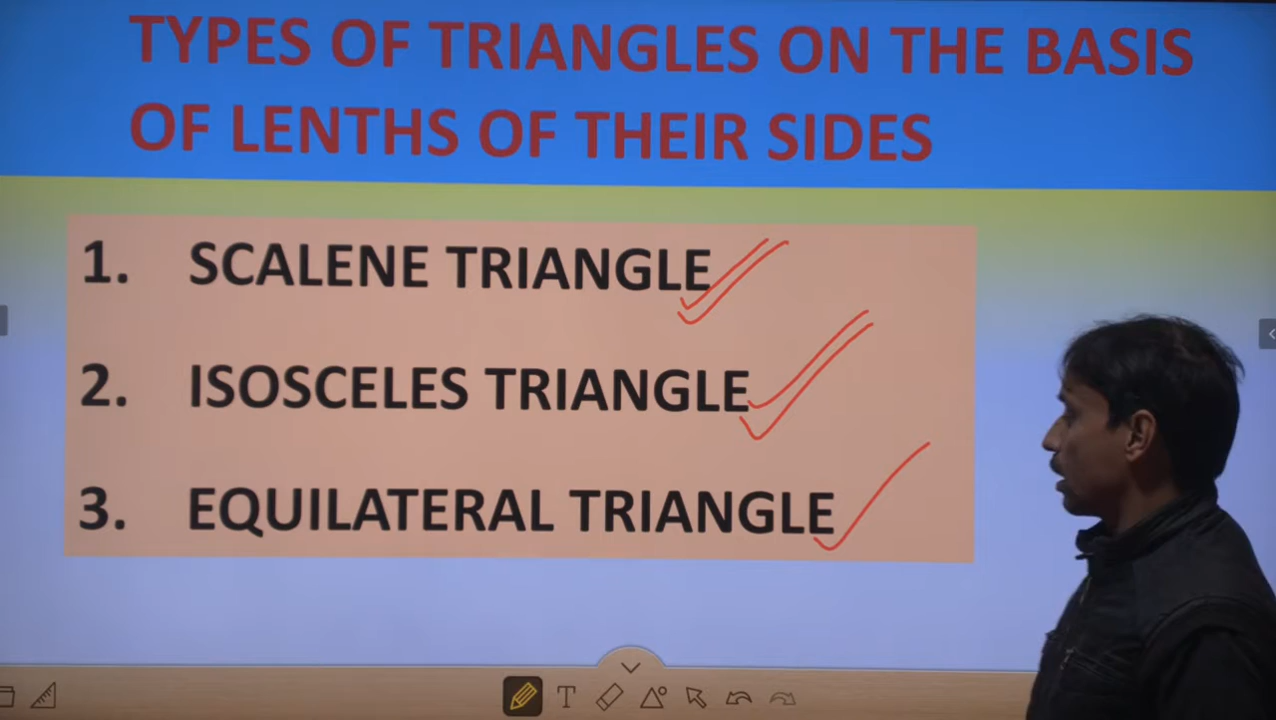 TYPES OF TRIANGLES ON THE BASIS
OF LENTHS OF THEIR SIDES
1. SCALENE TRIANGLE
2. ISOSCELES TRIANGLE
3. EQUILATERAL TRIANGLE
T